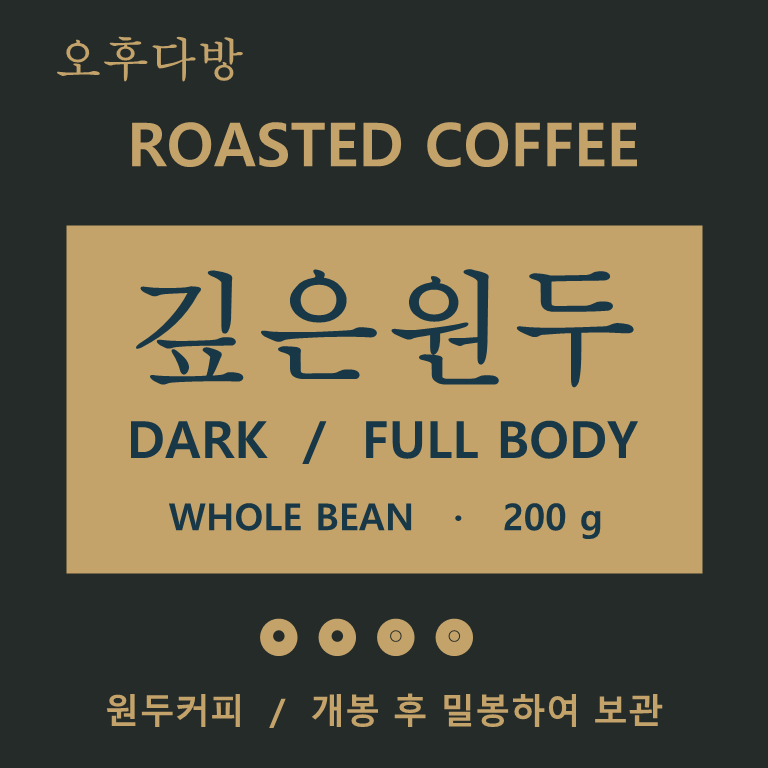 오후다방
ROASTED COFFEE
깊은원두
DARK / FULL BODY
WHOLE BEAN · 200 g
원두커피 / 개봉 후 밀봉하여 보관